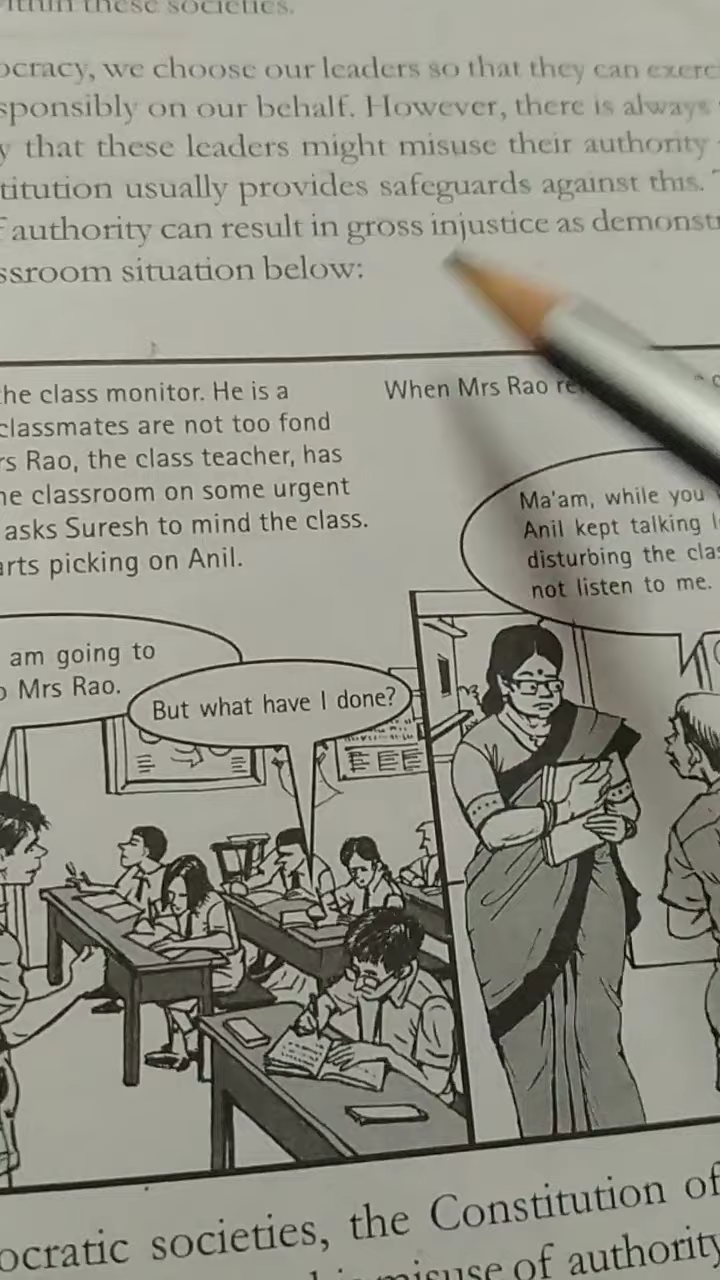 within these societies.
ocracy, we choose our leaders so that they can exerc
sponsibly on our behalf. However, there is always
y that these leaders might misuse their authority
titution usually provides safeguards against this.
f authority can result in gross injustice as demonst
ssroom situation below:
the class monitor. He is a
classmates are not too fond
rs Rao, the class teacher, has
he classroom on some urgent
asks Suresh to mind the class.
arts picking on Anil.
When Mrs Rao re
Ma'am, while you
Anil kept talking
disturbing the cla
not listen to me.
am going to
o Mrs Rao.
But what have I done?
ocratic societies, the Constitution of
misuse of authority